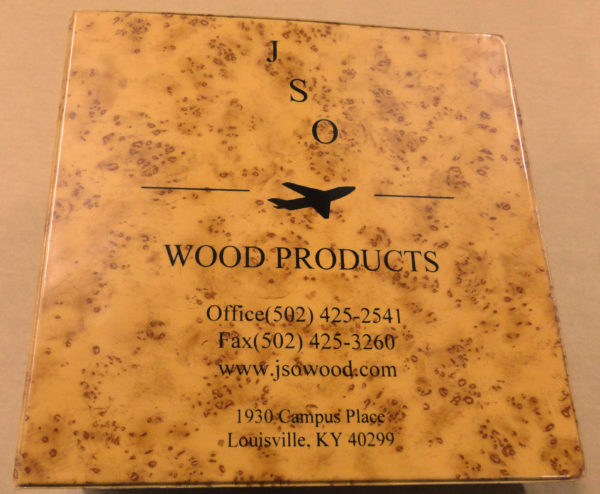 J
S
O
WOOD PRODUCTS
Office(502) 425-2541
Fax(502) 425-3260
www.jsowood.com
1930 Campus Place
Louisville, KY 40299